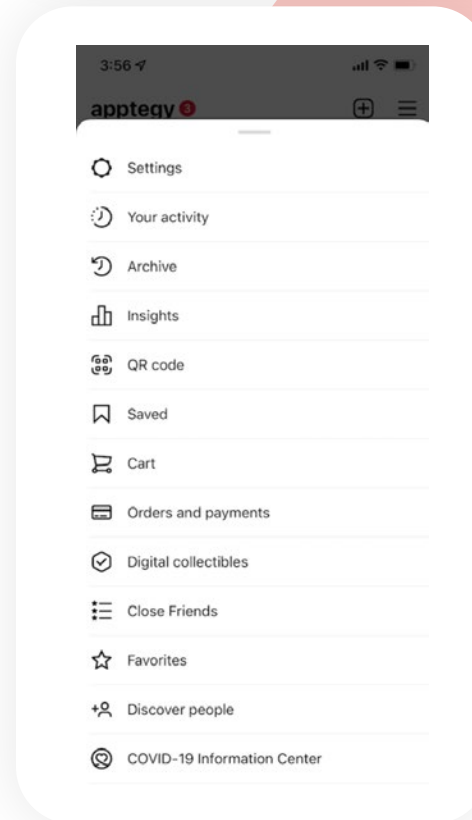 3:56
apptegy 3
Settings
Your activity
Archive
Insights
QR code
Saved
Cart
Orders and payments
Digital collectibles
Close Friends
Favorites
Discover people
COVID-19 Information Center